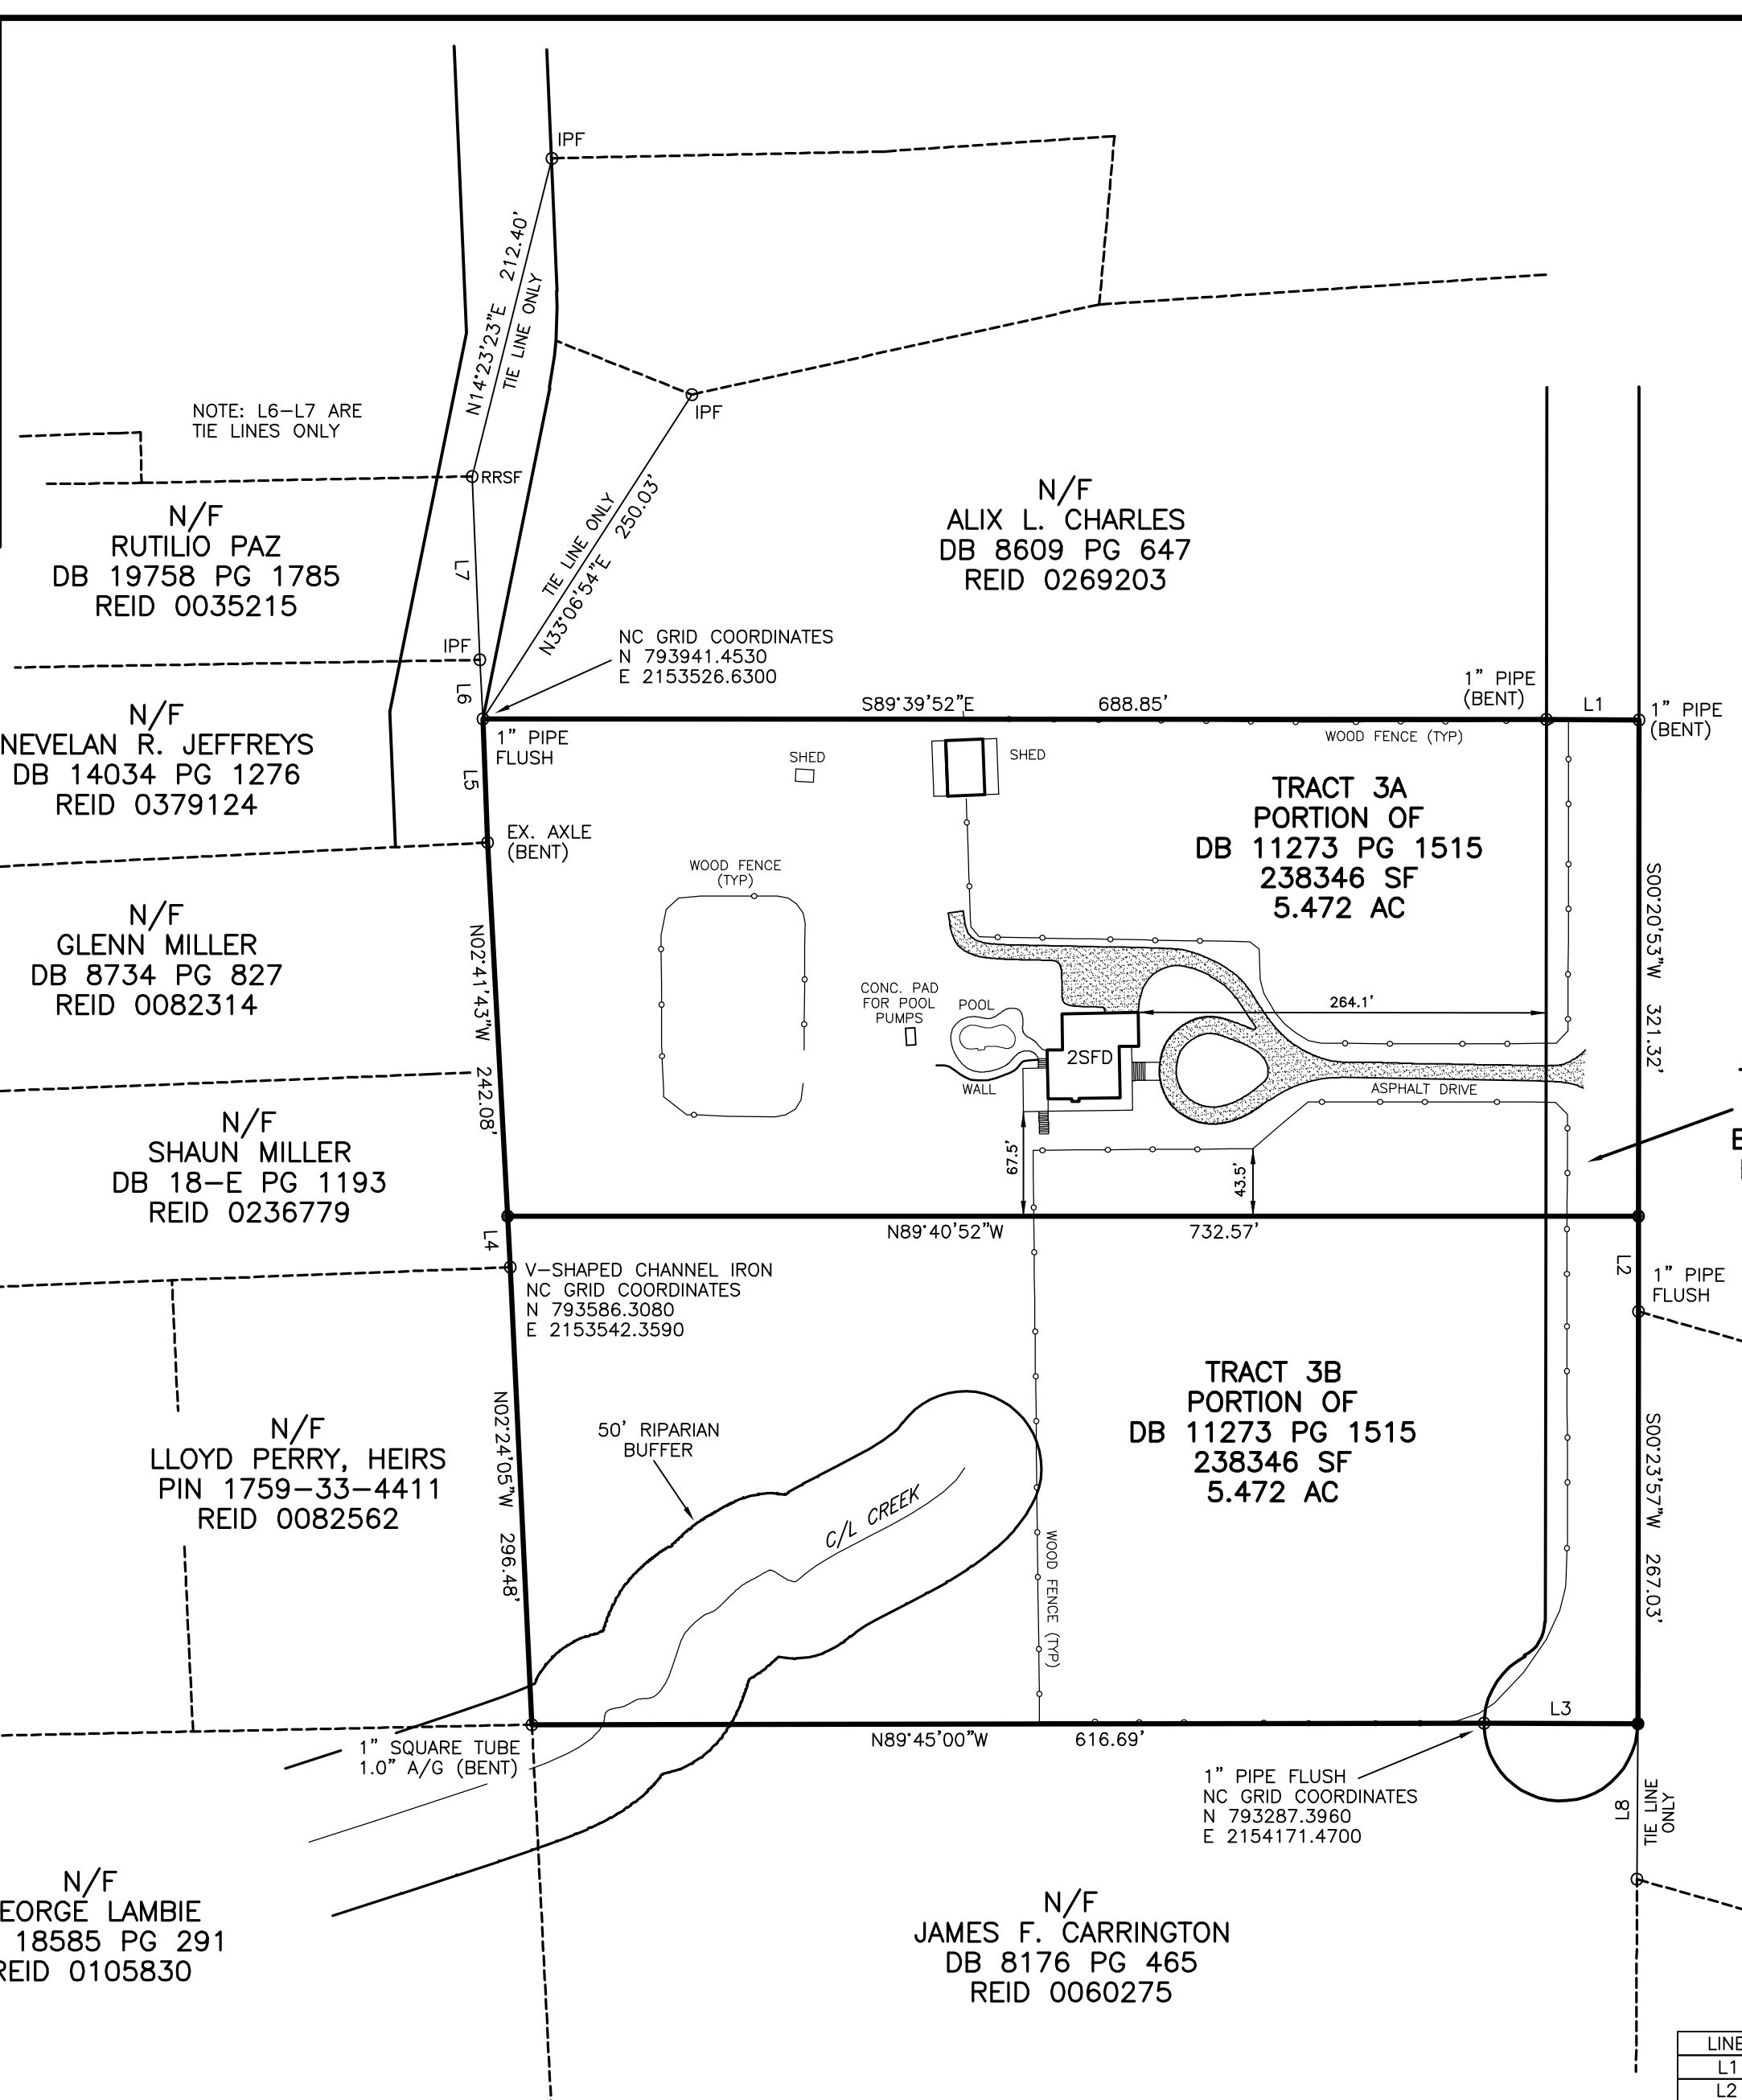 IPF
N14°23'23"E 212.40'
TIE LINE ONLY
IPF
NOTE: L6-L7 ARE
TIE LINES ONLY
RRSF
N/F
RUTILIO PAZ
DB 19758 PG 1785
REID 0035215
L7
TIE LINE ONLY
N33°06'54"E 250.03'
N/F
ALIX L. CHARLES
DB 8609 PG 647
REID 0269203
IPF
L6
NC GRID COORDINATES
N 793941.4530
E 2153526.6300
S89°39'52"E 688.85'
1" PIPE
(BENT)
L1
1" PIPE
(BENT)
N/F
NEVELAN R. JEFFREYS
DB 14034 PG 1276
REID 0379124
1" PIPE
FLUSH
L5
WOOD FENCE (TYP)
SHED
SHED
TRACT 3A
PORTION OF
DB 11273 PG 1515
238346 SF
5.472 AC
EX. AXLE
(BENT)
WOOD FENCE
(TYP)
S00°20'53"W 321.32'
N/F
GLENN MILLER
DB 8734 PG 827
REID 0082314
N02°41'43"W 242.08'
CONC. PAD
FOR POOL
PUMPS
POOL
264.1'
2SFD
WALL
ASPHALT DRIVE
N/F
SHAUN MILLER
DB 18-E PG 1193
REID 0236779
67.5'
43.5'
N89°40'52"W 732.57'
L4
L2
V-SHAPED CHANNEL IRON
NC GRID COORDINATES
N 793586.3080
E 2153542.3590
1" PIPE
FLUSH
TRACT 3B
PORTION OF
DB 11273 PG 1515
238346 SF
5.472 AC
N02°24'05"W 296.48'
S00°23'57"W 267.03'
N/F
LLOYD PERRY, HEIRS
PIN 1759-33-4411
REID 0082562
50' RIPARIAN
BUFFER
C/L CREEK
WOOD FENCE (TYP)
L3
N89°45'00"W 616.69'
1" SQUARE TUBE
1.0" A/G (BENT)
1" PIPE FLUSH
NC GRID COORDINATES
N 793287.3960
E 2154171.4700
L8
TIE LINE
ONLY
N/F
EORGE LAMBIE
18585 PG 291
REID 0105830
N/F
JAMES F. CARRINGTON
DB 8176 PG 465
REID 0060275
LINE
L1
L2